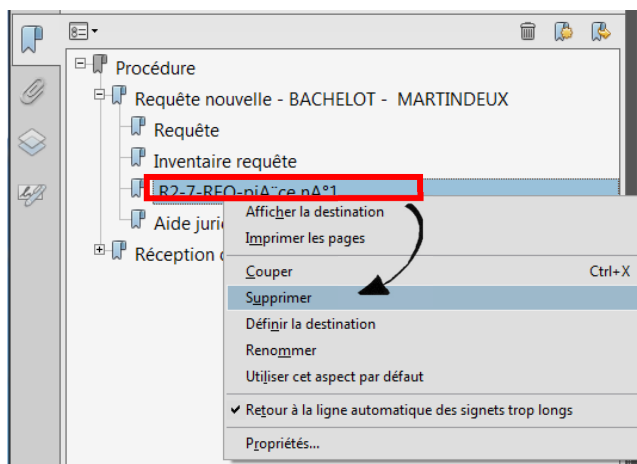 Procédure
Requête nouvelle - BACHELOT - MARTINDEUX
Requête
Inventaire requête
R2-7-REQ-piA¨ce nA°1
Aide juri
Réception
Afficher la destination
Imprimer les pages
Couper Ctrl+X
Supprimer
Définir la destination
Renommer
Utiliser cet aspect par défaut
Retour à la ligne automatique des signets trop longs
Propriétés...